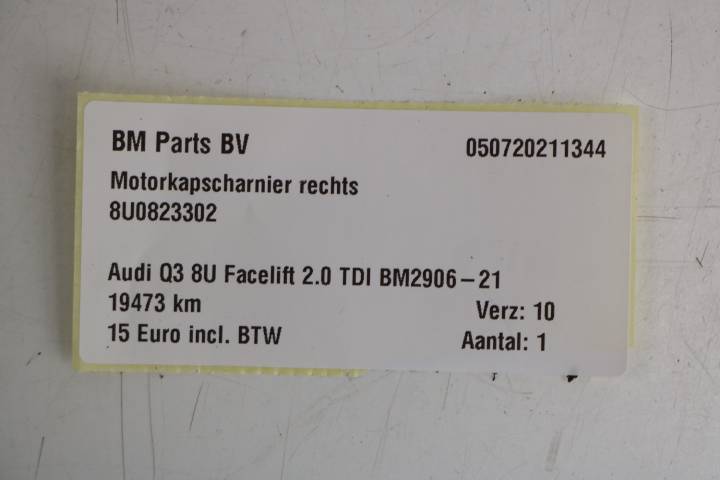 BM Parts BV 050720211344
Motorkapscharnier rechts
8U0823302
Audi Q3 8U Facelift 2.0 TDI BM2906-21
19473 km Verz: 10
15 Euro incl. BTW Aantal: 1